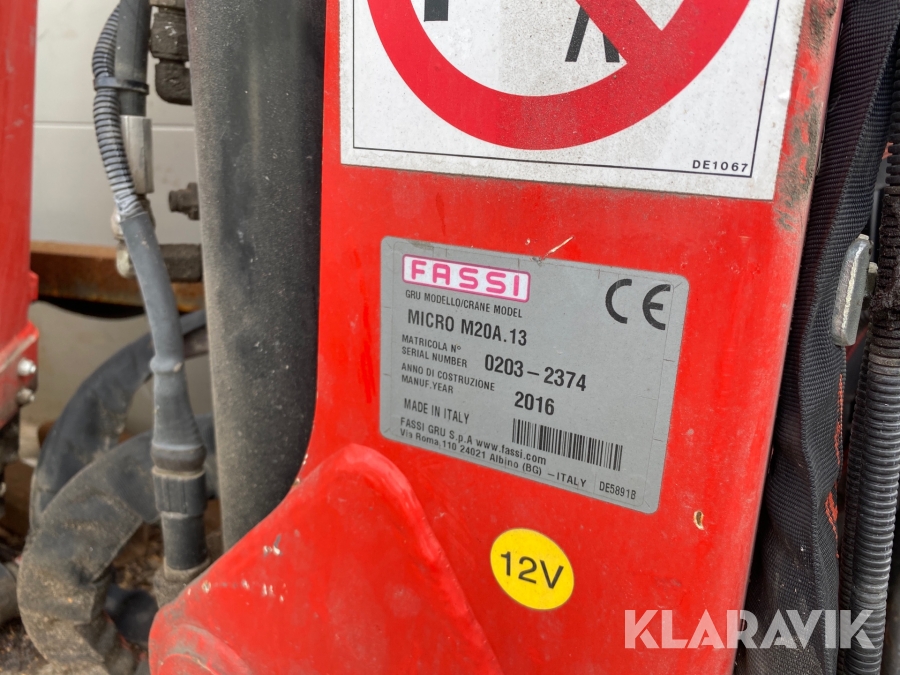 DE1067
FASSI
CE
GRU MODELLO/CRANE MODEL
MICRO M20A.13
MATRICOLA Nº
SERIAL NUMBER 0203-2374
ANNO DI COSTRUZIONE
MANUF.YEAR 2016
MADE IN ITALY
FASSI GRU S.p.A www.fassi.com
Via Roma,110 24021 Albino (BG) - ITALY
DE5891B
12V
KLARAVIK